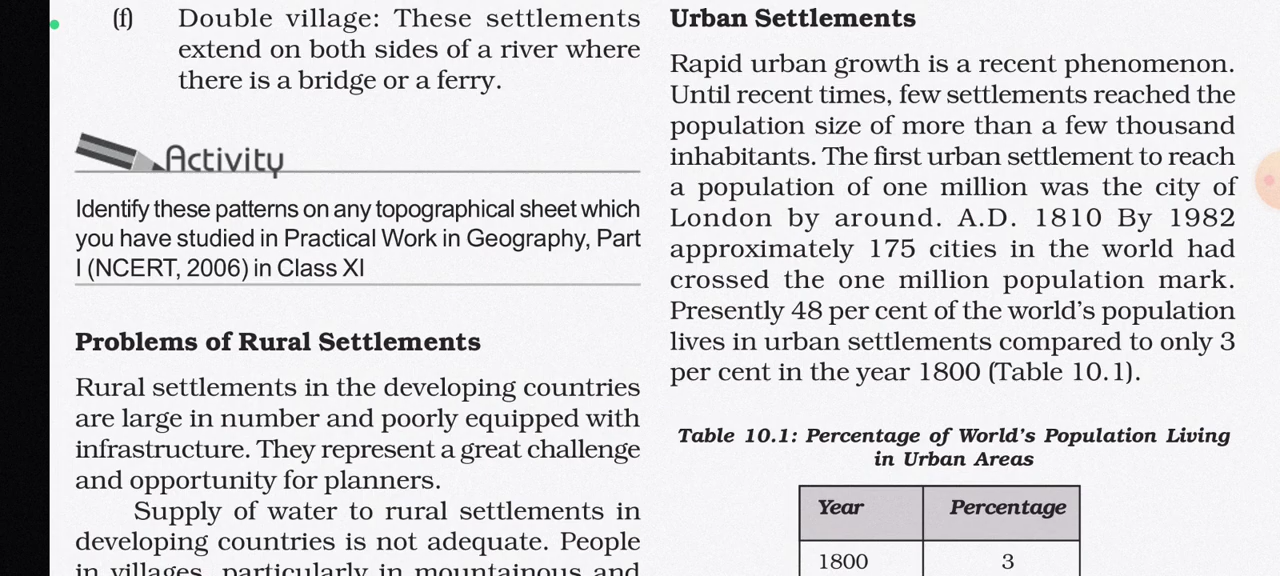 (f) Double village: These settlements
extend on both sides of a river where
there is a bridge or a ferry.
Activity
Identify these patterns on any topographical sheet which
you have studied in Practical Work in Geography, Part
I (NCERT, 2006) in Class XI
Problems of Rural Settlements
Rural settlements in the developing countries
are large in number and poorly equipped with
infrastructure. They represent a great challenge
and opportunity for planners.
Supply of water to rural settlements in
developing countries is not adequate. People
in villages, particularly in mountainous and
Urban Settlements
Rapid urban growth is a recent phenomenon.
Until recent times, few settlements reached the
population size of more than a few thousand
inhabitants. The first urban settlement to reach
a population of one million was the city of
London by around. A.D. 1810 By 1982
approximately 175 cities in the world had
crossed the one million population mark.
Presently 48 per cent of the world's population
lives in urban settlements compared to only 3
per cent in the year 1800 (Table 10.1).
Table 10.1: Percentage of World's Population Living
in Urban Areas
Year Percentage
1800 3